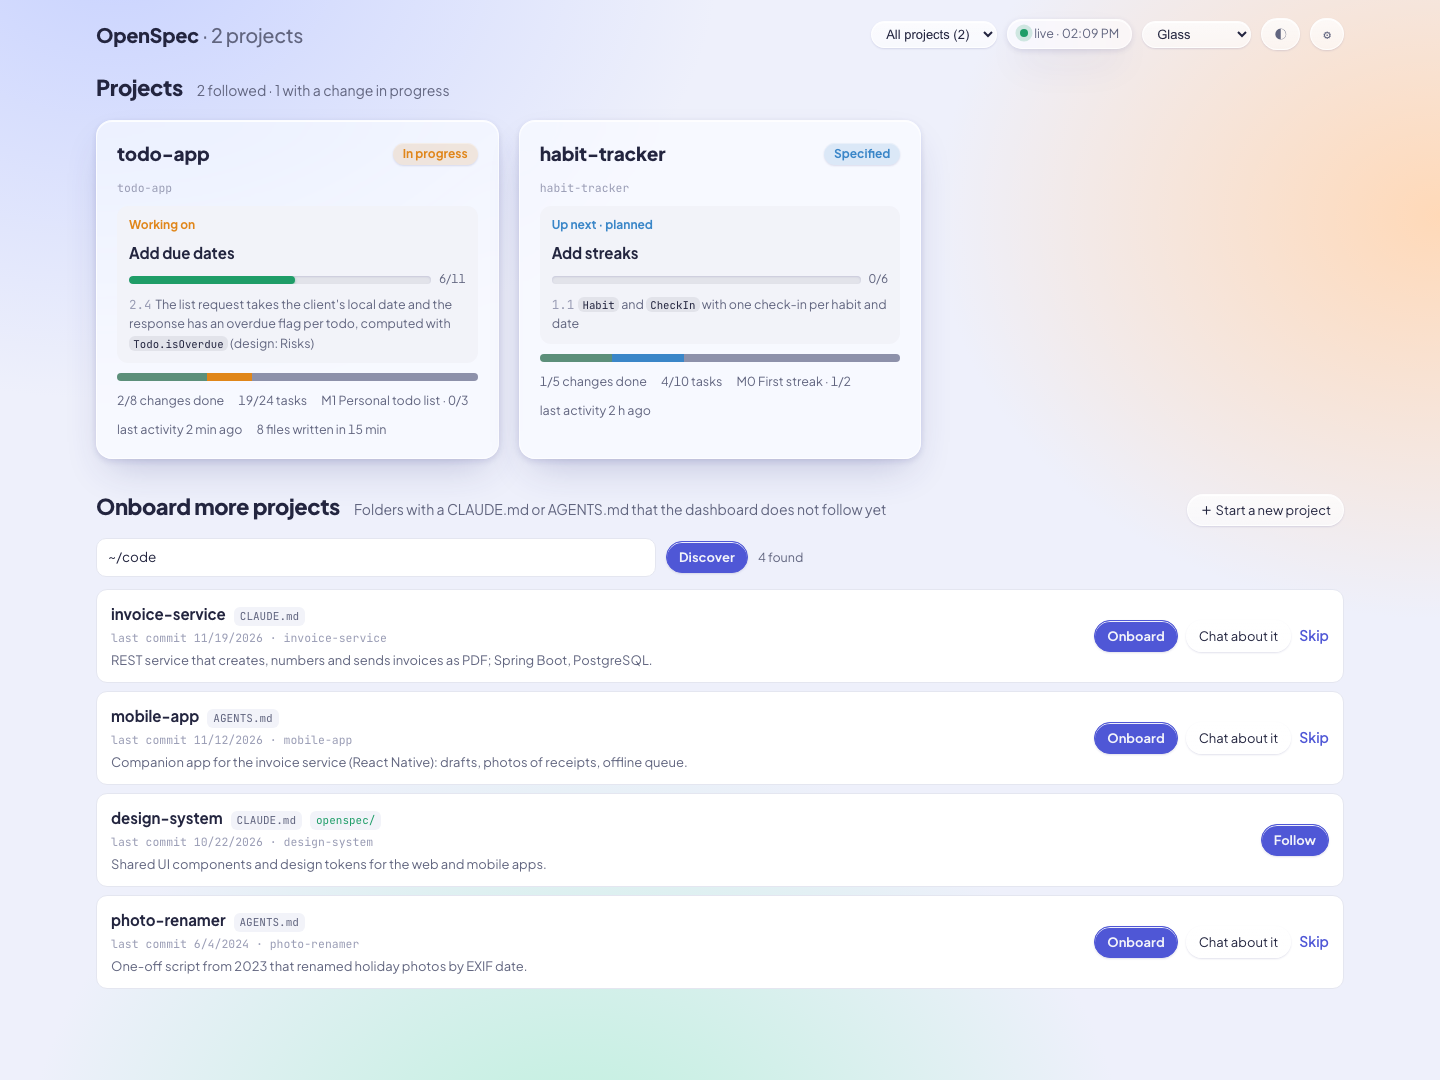 OpenSpec · 2 projects
All projects (2)
live · 02:09 PM
Glass
Projects
2 followed · 1 with a change in progress
todo-app
In progress
todo-app
Working on
Add due dates
6/11
2.4 The list request takes the client's local date and the
response has an overdue flag per todo, computed with
Todo.isOverdue (design: Risks)
2/8 changes done 19/24 tasks M1 Personal todo list · 0/3
last activity 2 min ago 8 files written in 15 min
habit-tracker
Specified
habit-tracker
Up next · planned
Add streaks
0/6
1.1 Habit and CheckIn with one check-in per habit and
date
1/5 changes done 4/10 tasks M0 First streak · 1/2
last activity 2 h ago
Onboard more projects
Folders with a CLAUDE.md or AGENTS.md that the dashboard does not follow yet
+ Start a new project
~/code
Discover
4 found
invoice-service CLAUDE.md
last commit 11/19/2026 · invoice-service
REST service that creates, numbers and sends invoices as PDF; Spring Boot, PostgreSQL.
Onboard
Chat about it
Skip
mobile-app AGENTS.md
last commit 11/12/2026 · mobile-app
Companion app for the invoice service (React Native): drafts, photos of receipts, offline queue.
Onboard
Chat about it
Skip
design-system CLAUDE.md openspec/
last commit 10/22/2026 · design-system
Shared UI components and design tokens for the web and mobile apps.
Follow
photo-renamer AGENTS.md
last commit 6/4/2024 · photo-renamer
One-off script from 2023 that renamed holiday photos by EXIF date.
Onboard
Chat about it
Skip